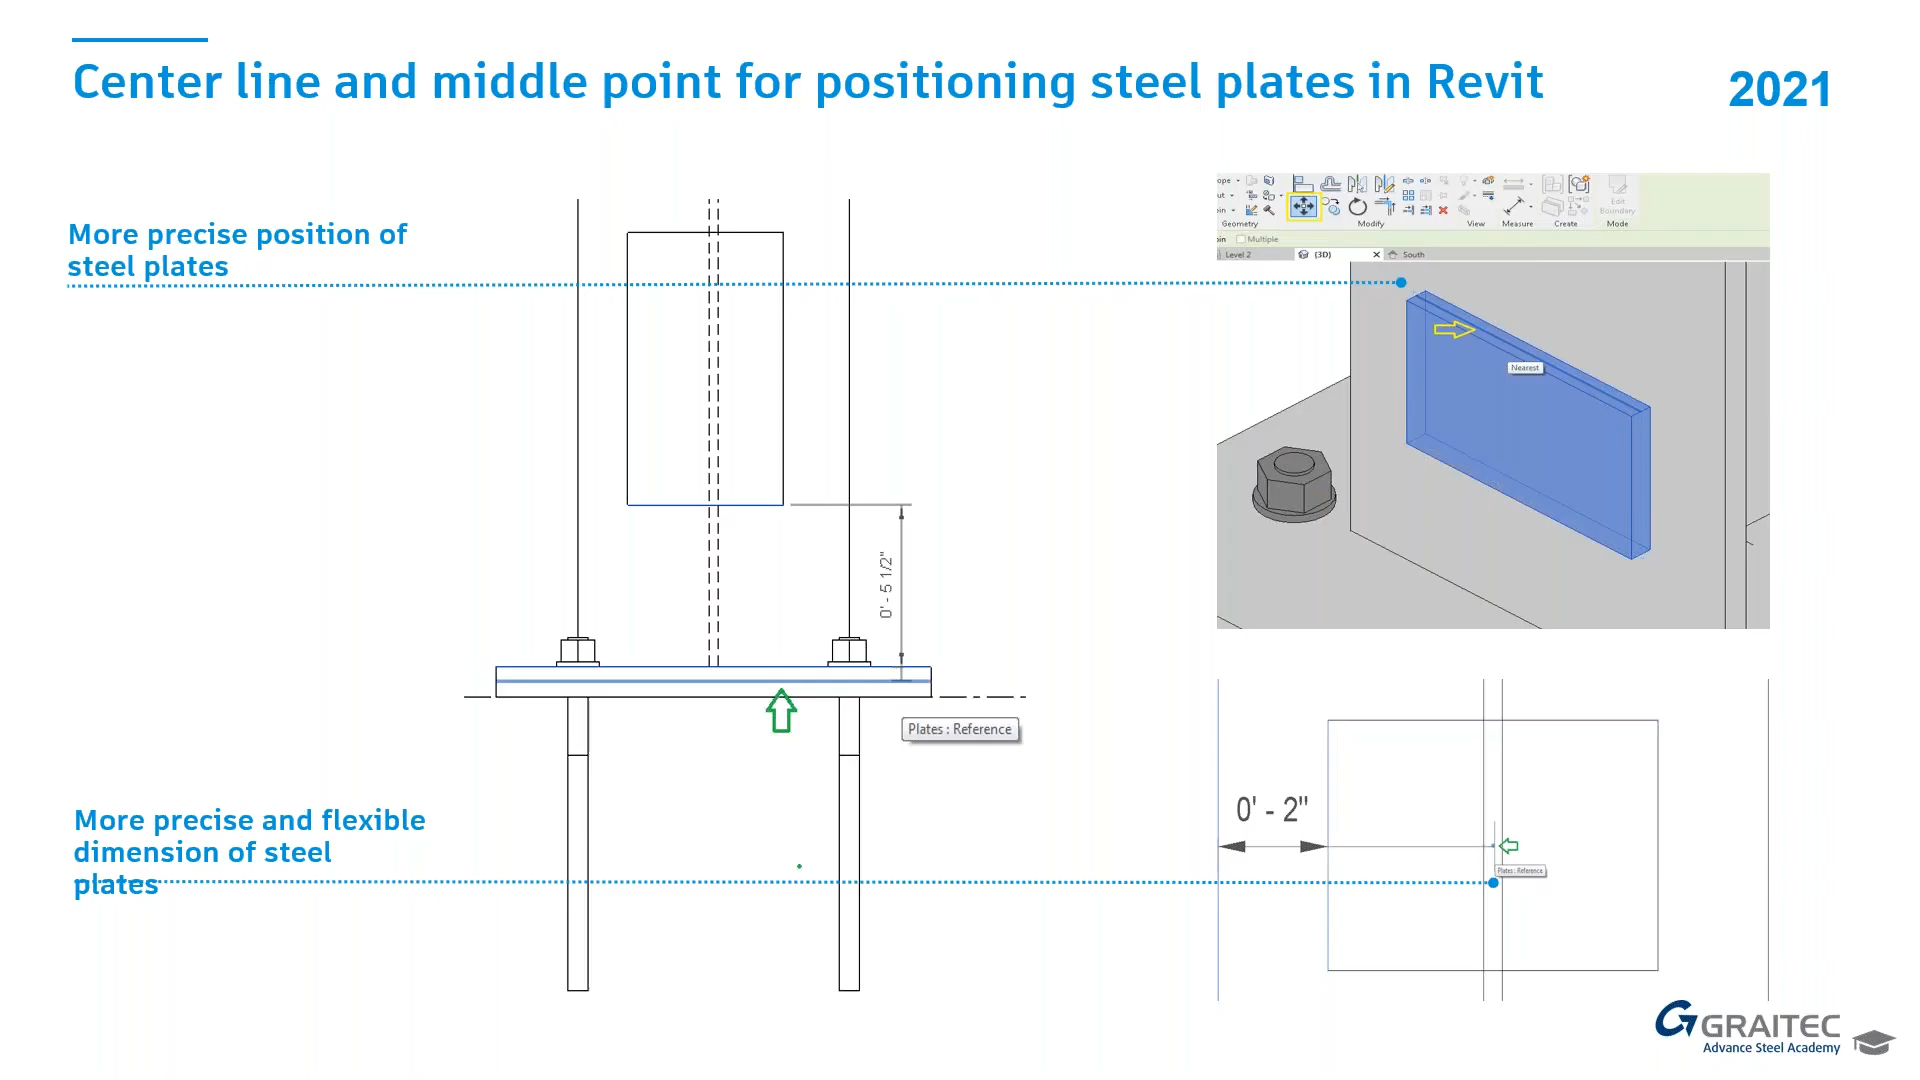 Center line and middle point for positioning steel plates in Revit
2021
More precise position of
steel plates
Geometry
Modify
View
Measure
Create
Edit
Boundary
Mode
Multiple
Level 2
{3D}
South
Nearest
0' - 5 1/2"
Plates : Reference
More precise and flexible
dimension of steel
plates
0' - 2"
Plates : Reference
GRAITEC
Advance Steel Academy